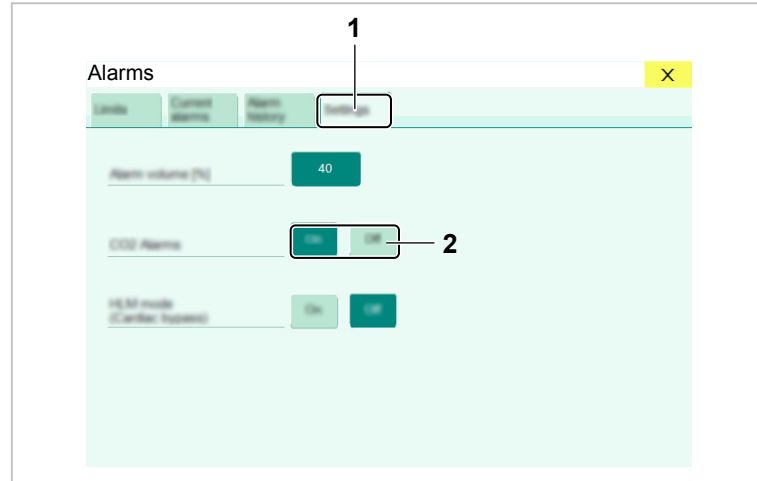 1
Alarms
X
Limits
Current
alarms
Alarm
history
Settings
Alarm volume [%]
40
CO2 Alarms
On
Off
2
HLM mode
(Cardiac bypass)
On
Off